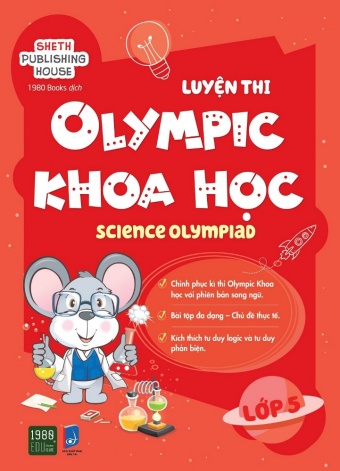 SHETH
PUBLISHING
HOUSE
1980 Books dịch
LUYỆN THI
OLYMPIC
KHOA HỌC
SCIENCE OLYMPIAD
Chinh phục kì thi Olympic Khoa
học với phiên bản song ngữ.
Bài tập đa dạng – Chủ đề thực tế.
Kích thích tư duy logic và tư duy
phản biện.
LỚP 5
1980
EDU